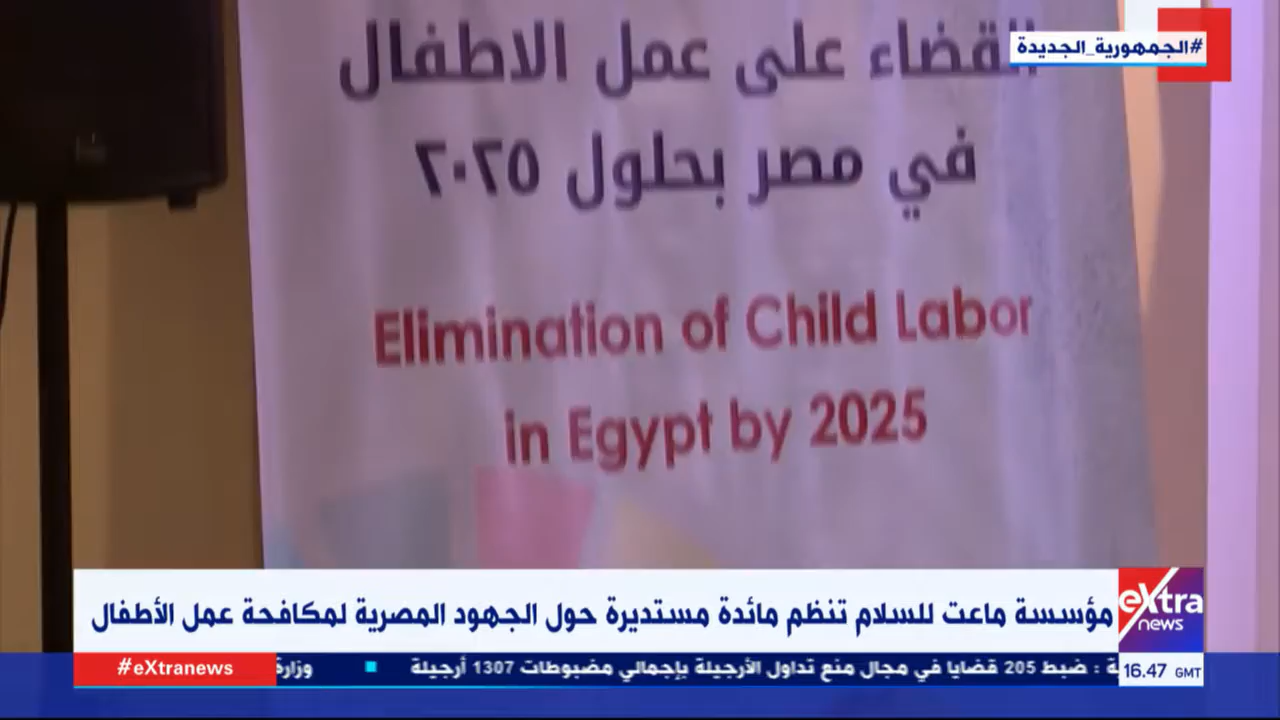 #الجمهورية_الجديدة
القضاء على عمل الاطفال
في مصر بحلول ٢٠٢٥
Elimination of Child Labor
in Egypt by 2025
مؤسسة ماعت للسلام تنظم مائدة مستديرة حول الجهود المصرية لمكافحة عمل الأطفال
eXtra
news
#eXtranews
ة : ضبط 205 قضايا في مجال منع تداول الأرجيلة بإجمالي مضبوطات 1307 أرجيلة ■ وزارة
16.47 GMT